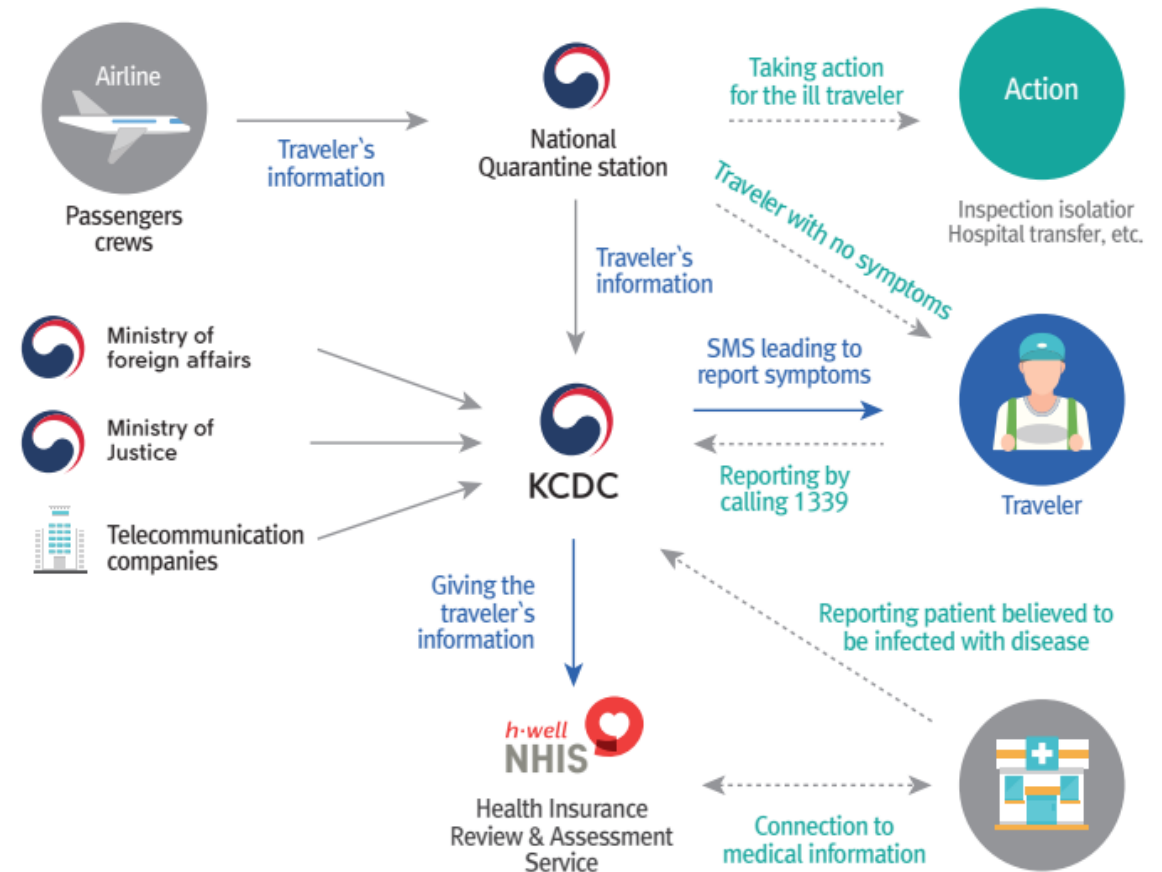 Airline
Passengers
crews
Traveler`s
information
National
Quarantine station
Taking action
for the ill traveler
Action
Inspection isolatior
Hospital transfer, etc.
Traveler with no symptoms
Traveler`s
information
Ministry of
foreign affairs
Ministry of
Justice
Telecommunication
companies
KCDC
SMS leading to
report symptoms
Reporting by
calling 1339
Traveler
Giving the
traveler`s
information
Reporting patient believed to
be infected with disease
h·well
NHIS
Health Insurance
Review & Assessment
Service
Connection to
medical information